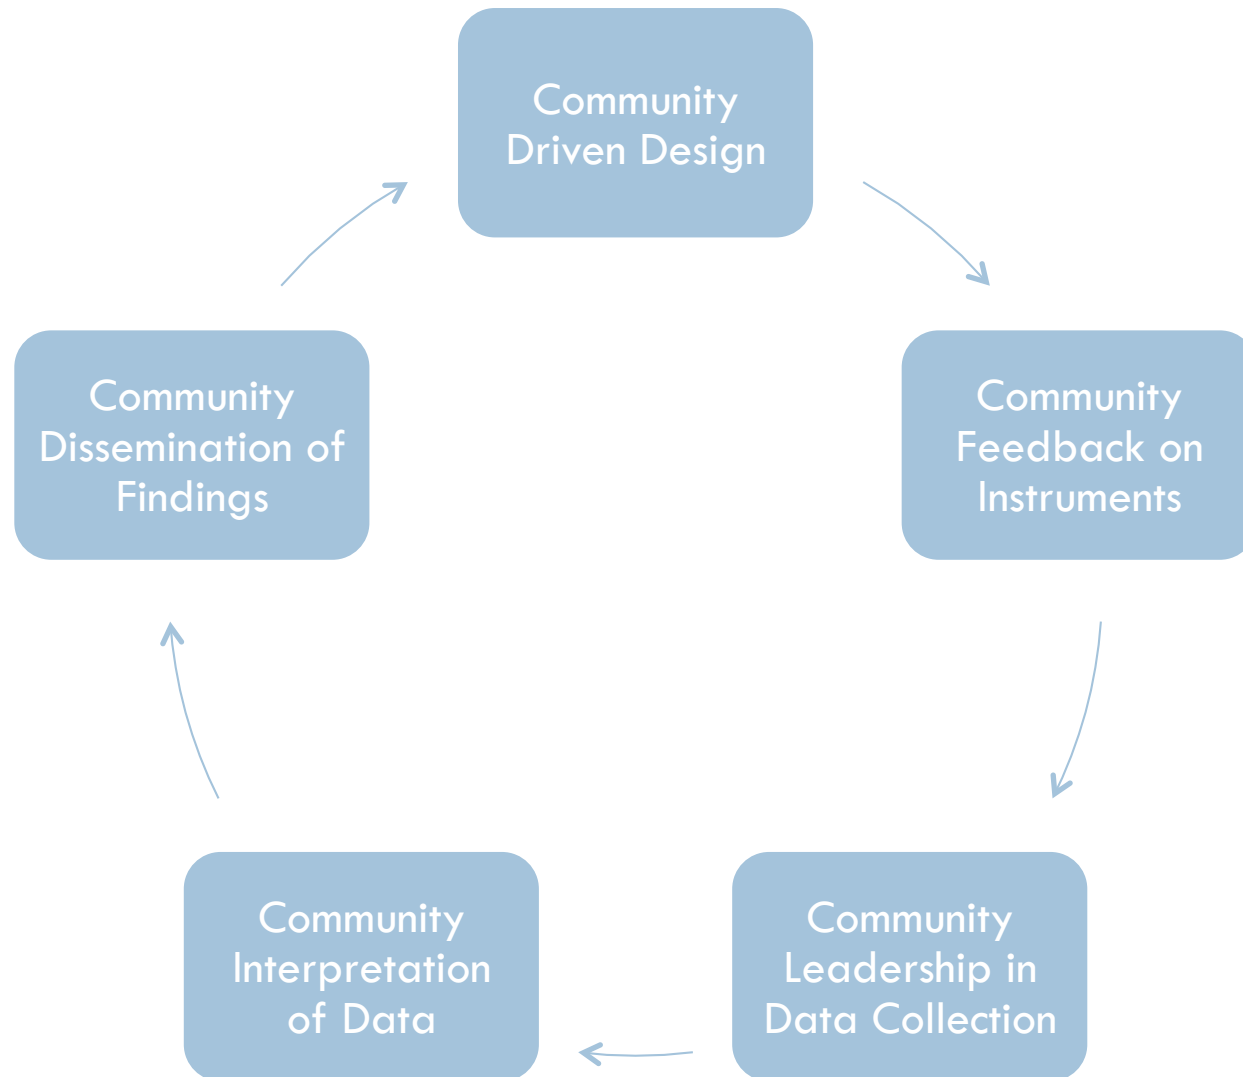 Community
Driven Design
Community
Feedback on
Instruments
Community
Leadership in
Data Collection
Community
Interpretation
of Data
Community
Dissemination of
Findings